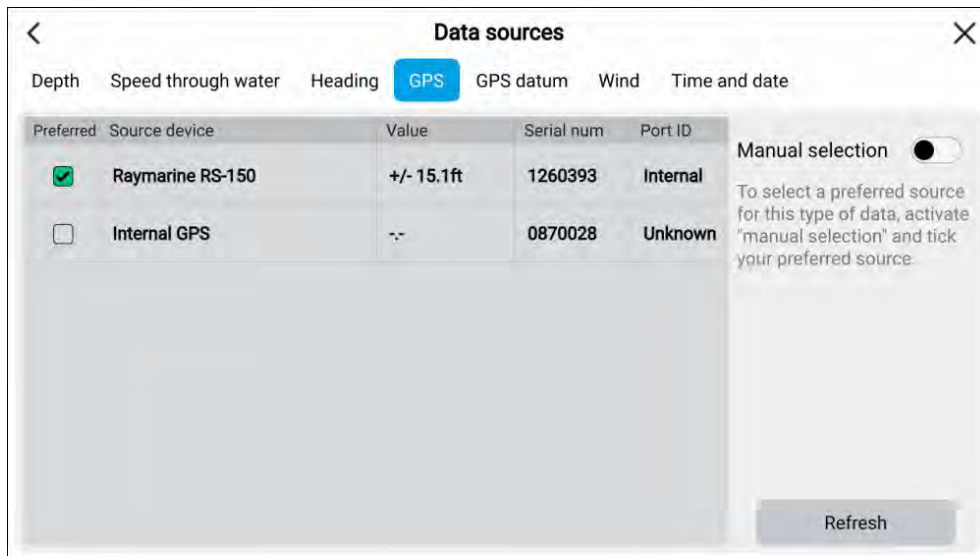 Data sources
Depth Speed through water Heading GPS GPS datum Wind Time and date
Preferred Source device Value Serial num Port ID
Raymarine RS-150 +/- 15.1ft 1260393 Internal
Internal GPS -.- 0870028 Unknown
Manual selection
To select a preferred source
for this type of data, activate
"manual selection" and tick
your preferred source
Refresh